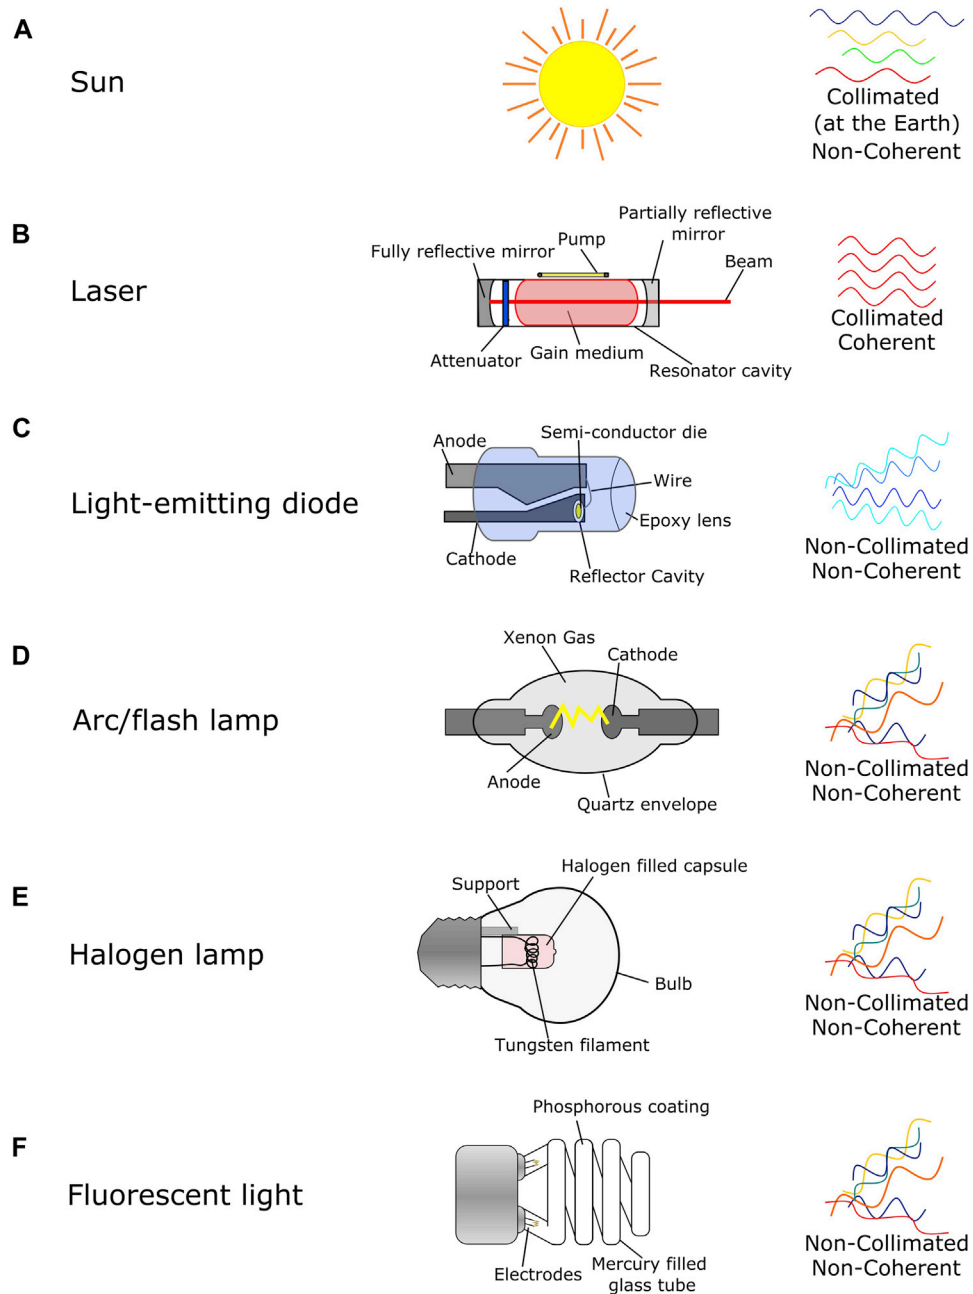 A
Sun
Collimated
(at the Earth)
Non-Coherent
B
Laser
Fully reflective mirror
Pump
Partially reflective
mirror
Beam
Attenuator
Gain medium
Resonator cavity
Collimated
Coherent
C
Light-emitting diode
Anode
Semi-conductor die
Wire
Epoxy lens
Cathode
Reflector Cavity
Non-Collimated
Non-Coherent
D
Arc/flash lamp
Xenon Gas
Cathode
Anode
Quartz envelope
Non-Collimated
Non-Coherent
E
Halogen lamp
Support
Halogen filled capsule
Bulb
Tungsten filament
Non-Collimated
Non-Coherent
F
Fluorescent light
Phosphorous coating
Electrodes
Mercury filled
glass tube
Non-Collimated
Non-Coherent